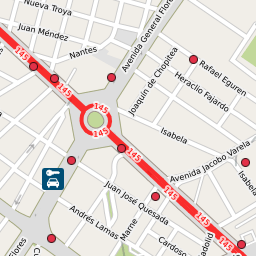 Nueva Troya
Juan Méndez
Nantes
Avenida General Flor
Joaquín de Chopitea
Rafael Eguren
Heraclio Fajardo
145
145
145
145
145
Isabela
Isabela
Avenida Jacobo Varela
145
Juan José Quesada
Andrés Lamas
Marne
Cardoso
145
Flores